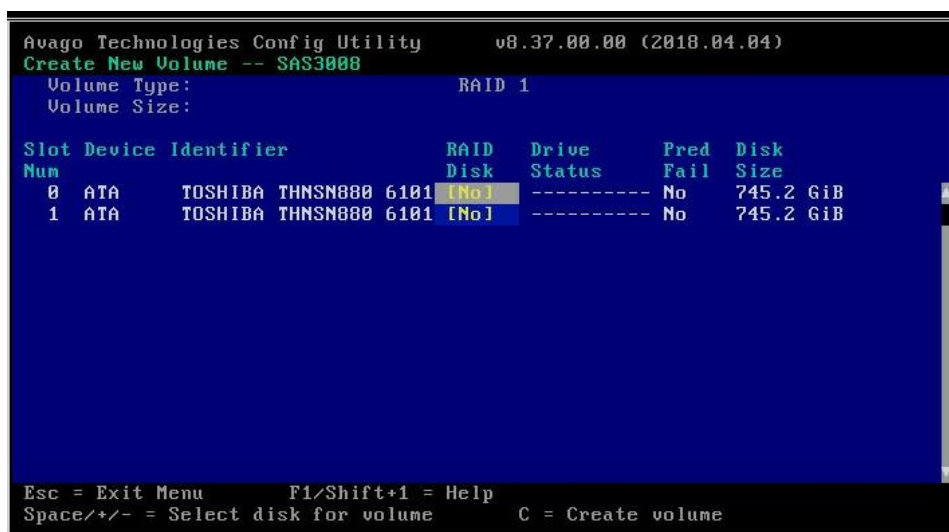 Avago Technologies Config Utility v8.37.00.00 (2018.04.04)
Create New Volume -- SAS3008
Volume Type: RAID 1
Volume Size:
Slot Device Identifier RAID Drive Pred Disk
Num Disk Status Fail Size
0 ATA TOSHIBA THNSN880 6101 [No] ---------- No 745.2 GiB
1 ATA TOSHIBA THNSN880 6101 [No] ---------- No 745.2 GiB
Esc = Exit Menu F1/Shift+1 = Help
Space/+/- = Select disk for volume C = Create volume